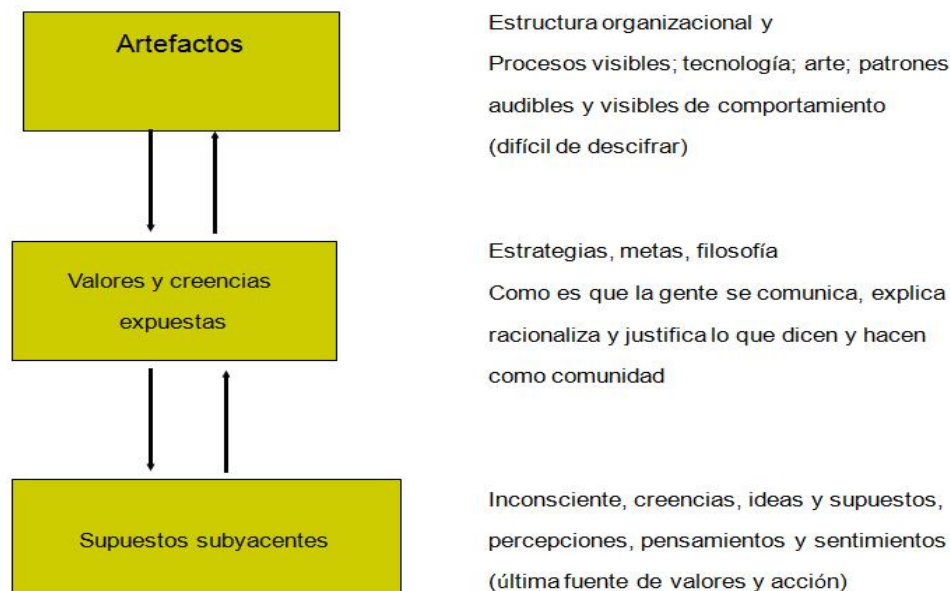 Artefactos
Estructura organizacional y
Procesos visibles; tecnología; arte; patrones
audibles y visibles de comportamiento
(difícil de descifrar)
Valores y creencias
expuestas
Estrategias, metas, filosofía
Como es que la gente se comunica, explica
racionaliza y justifica lo que dicen y hacen
como comunidad
Supuestos subyacentes
Inconsciente, creencias, ideas y supuestos,
percepciones, pensamientos y sentimientos
(última fuente de valores y acción)